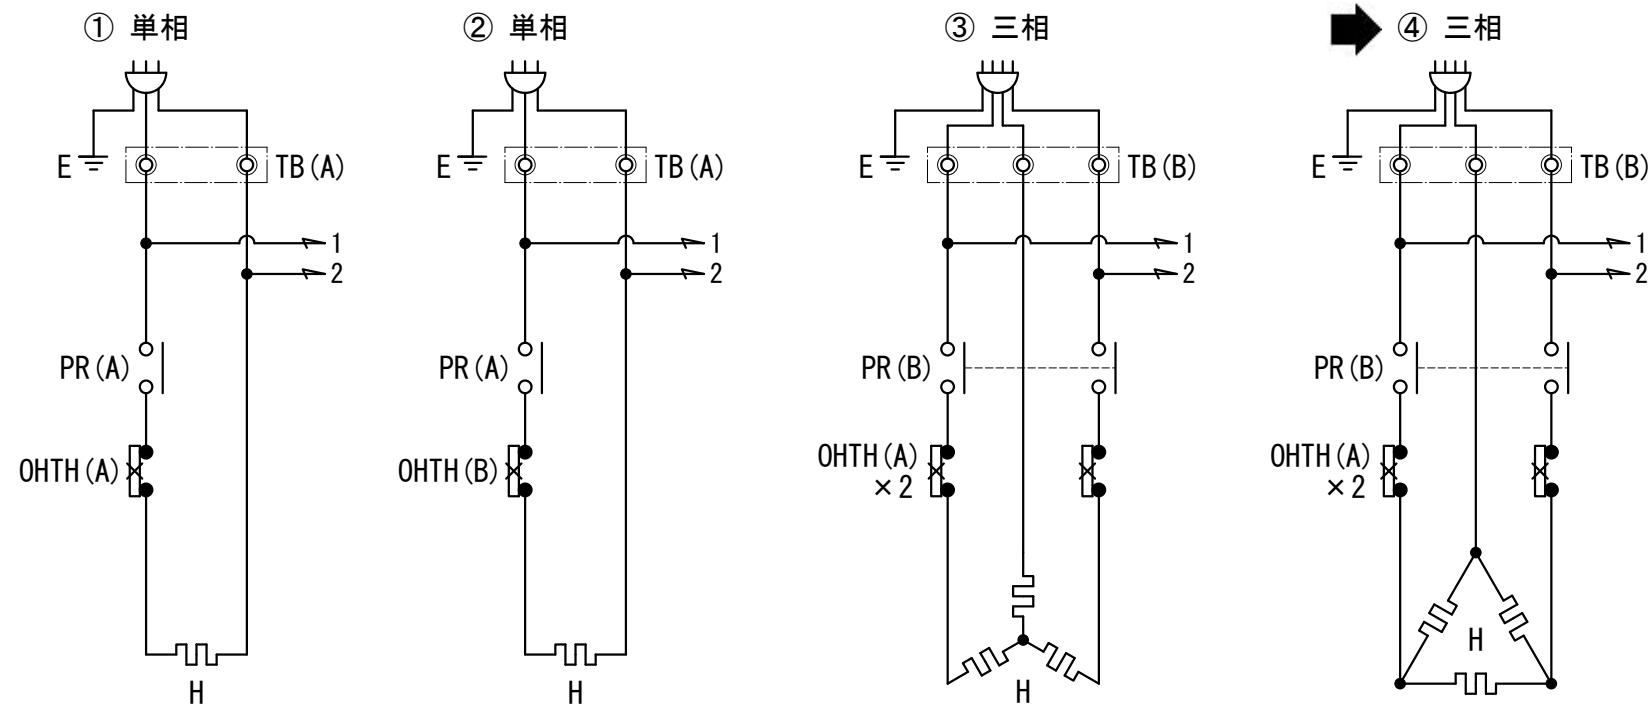 ① 単相
② 単相
③ 三相
④ 三相
E
TB(A)
E
TB(A)
E
TB(B)
E
TB(B)
1
2
1
2
1
2
1
2
PR(A)
PR(A)
PR(B)
PR(B)
OHTH(A)
OHTH(B)
OHTH(A)
×2
OHTH(A)
×2
H
H
H
H